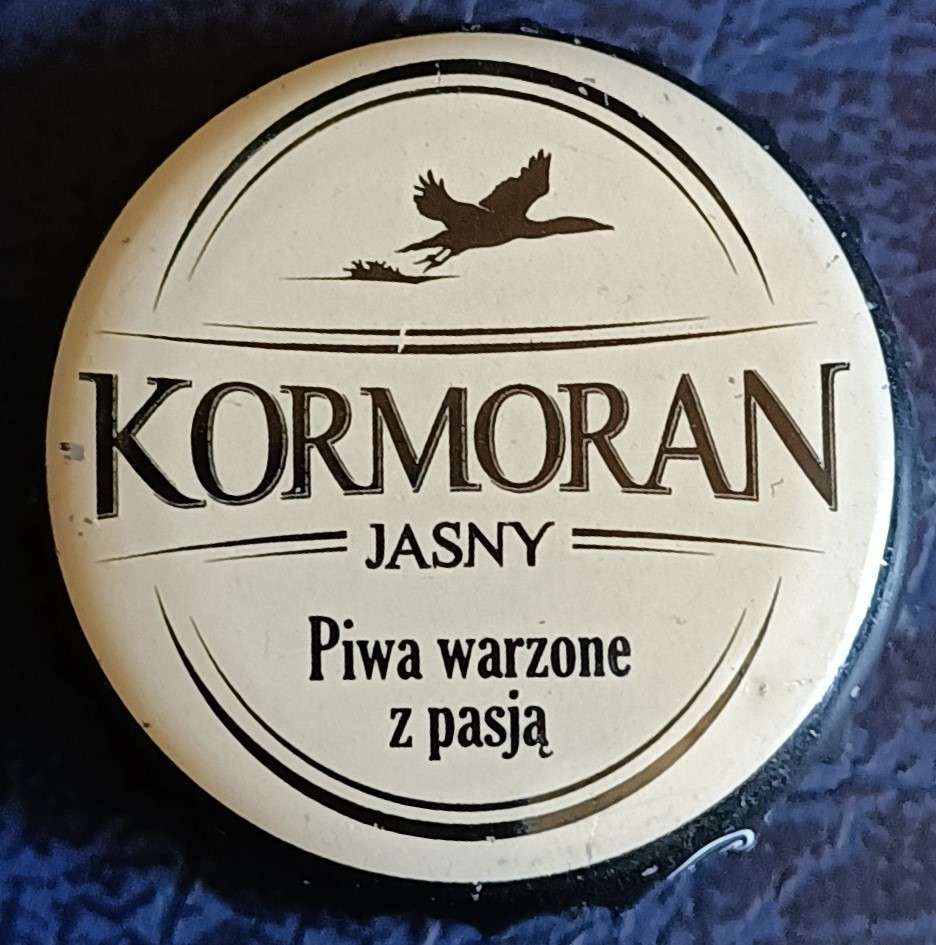 KORMORAN
JASNY
Piwa warzone
z pasją